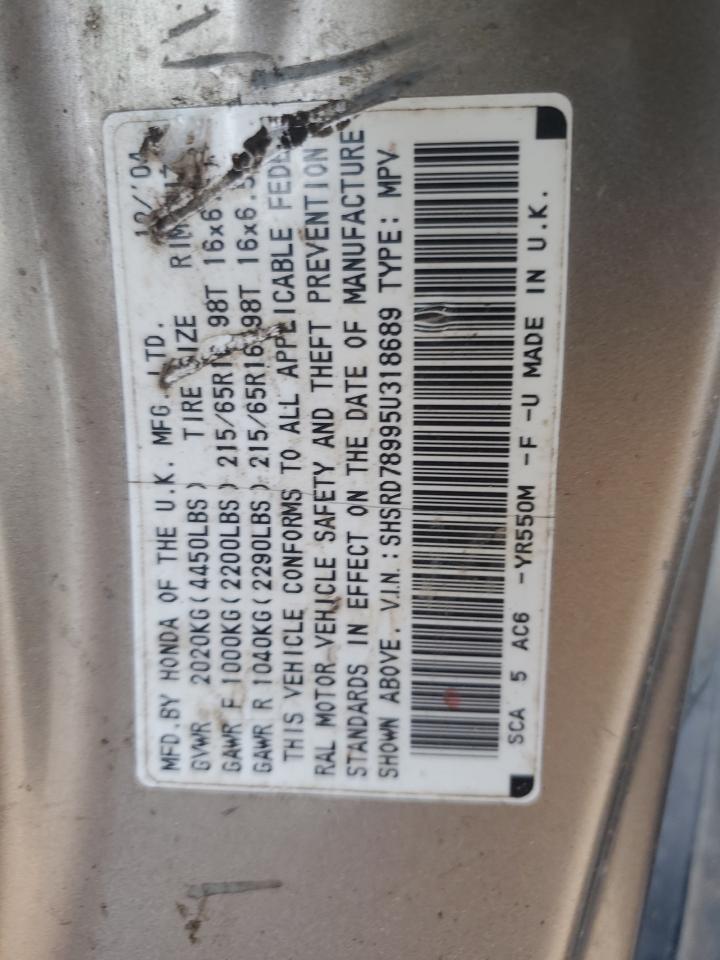 MFD.BY HONDA OF THE U.K. MFG. LTD. 12/'04
GVWR 2020KG(4450LBS) TIRE SIZE RIM
GAWR F 1000KG(2200LBS) 215/65R16 98T 16x6
GAWR R 1040KG(2290LBS) 215/65R16 98T 16x6.5
THIS VEHICLE CONFORMS TO ALL APPLICABLE FEDE
RAL MOTOR VEHICLE SAFETY AND THEFT PREVENTION
STANDARDS IN EFFECT ON THE DATE OF MANUFACTURE
SHOWN ABOVE. V.I.N.:SHSRD78995U318689 TYPE: MPV
SCA 5 AC6 -YR550M -F -U MADE IN U.K.